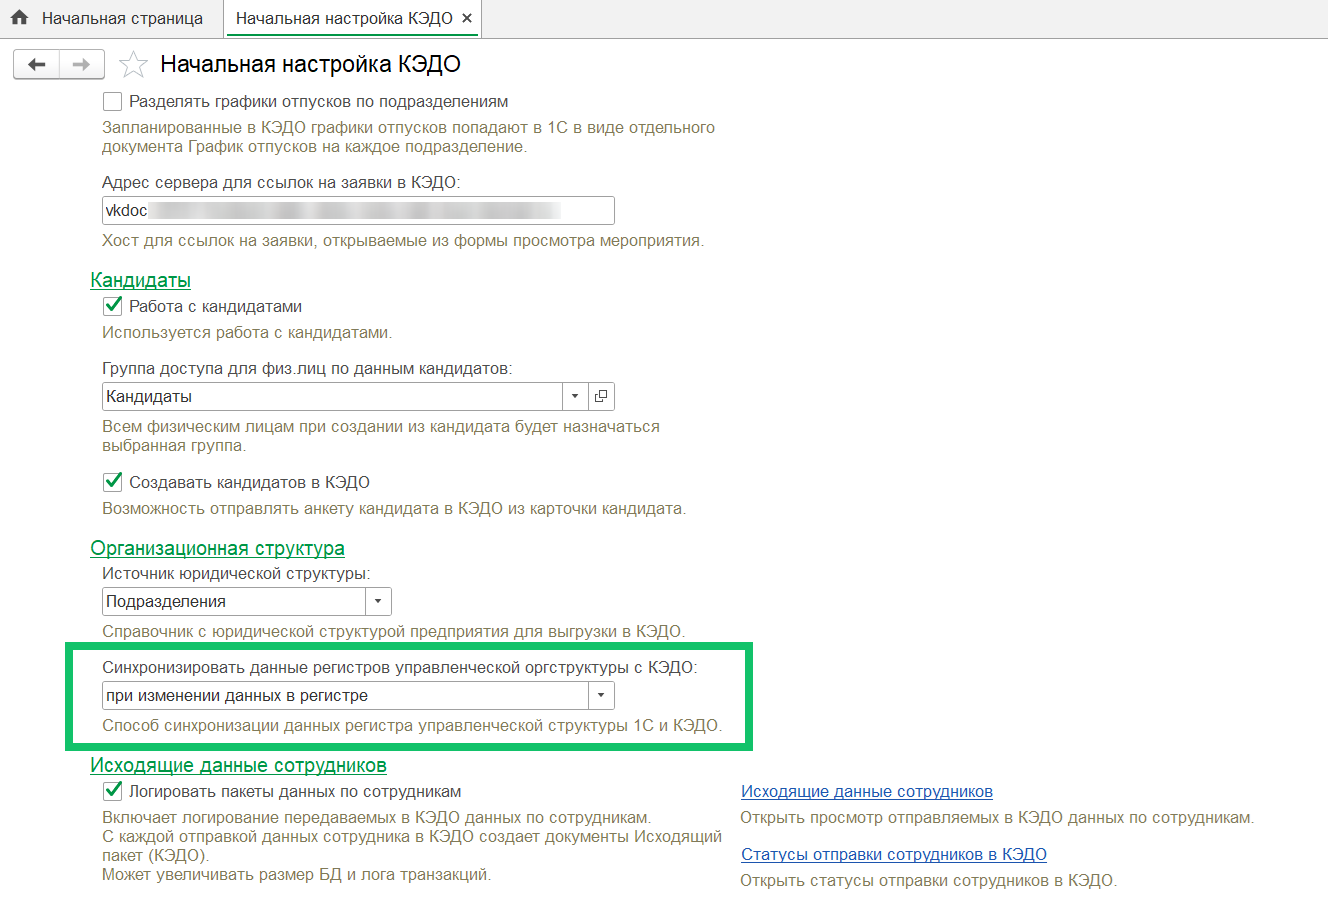 Начальная страница
Начальная настройка КЭДО ×
Начальная настройка КЭДО
Разделять графики отпусков по подразделениям
Запланированные в КЭДО графики отпусков попадают в 1С в виде отдельного
документа График отпусков на каждое подразделение.
Адрес сервера для ссылок на заявки в КЭДО:
vkdoc
Хост для ссылок на заявки, открываемые из формы просмотра мероприятия.
Кандидаты
Работа с кандидатами
Используется работа с кандидатами.
Группа доступа для физ.лиц по данным кандидатов:
Кандидаты
Всем физическим лицам при создании из кандидата будет назначаться
выбранная группа.
Создавать кандидатов в КЭДО
Возможность отправлять анкету кандидата в КЭДО из карточки кандидата.
Организационная структура
Источник юридической структуры:
Подразделения
Справочник с юридической структурой предприятия для выгрузки в КЭДО.
Синхронизировать данные регистров управленческой оргструктуры с КЭДО:
при изменении данных в регистре
Способ синхронизации данных регистра управленческой структуры 1С и КЭДО.
Исходящие данные сотрудников
Логировать пакеты данных по сотрудникам
Включает логирование передаваемых в КЭДО данных по сотрудникам.
С каждой отправкой данных сотрудника в КЭДО создает документы Исходящий
пакет (КЭДО).
Может увеличивать размер БД и лога транзакций.
Исходящие данные сотрудников
Открыть просмотр отправляемых в КЭДО данных по сотрудникам.
Статусы отправки сотрудников в КЭДО
Открыть статусы отправки сотрудников в КЭДО.